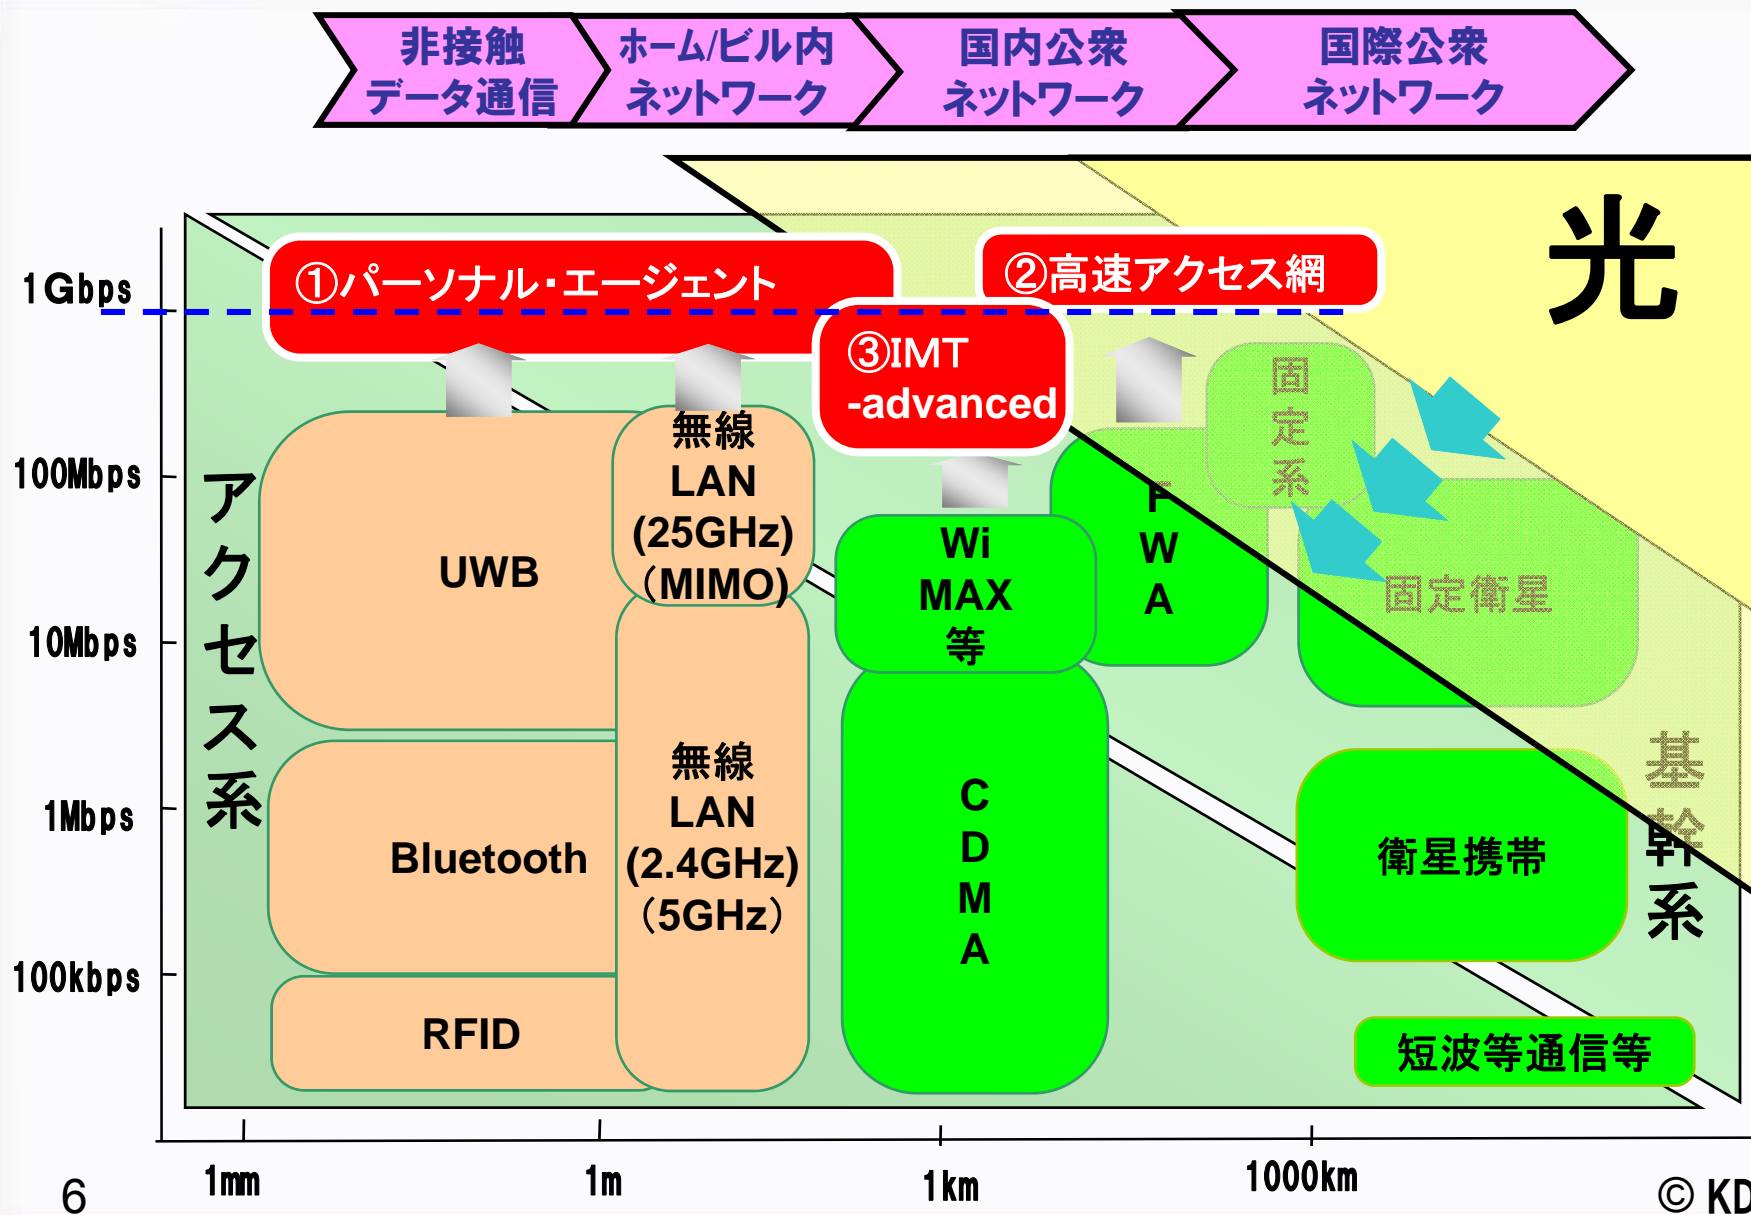 非接触
データ通信
ホーム/ビル内
ネットワーク
国内公衆
ネットワーク
国際公衆
ネットワーク
光
①パーソナル・エージェント
②高速アクセス網
③IMT
-advanced
1Gbps
100Mbps
10Mbps
1Mbps
100kbps
アクセス系
UWB
Bluetooth
RFID
無線
LAN
(25GHz)
(MIMO)
無線
LAN
(2.4GHz)
(5GHz)
Wi
MAX
等
CDMA
FWA
固定系
固定衛星
衛星携帯
短波等通信等
基幹系
1mm
1m
1km
1000km
6
© KD